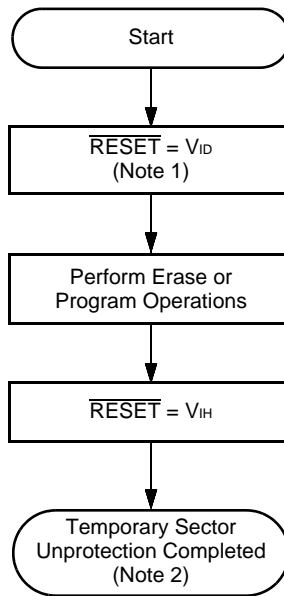 Start
RESET = VID
(Note 1)
Perform Erase or
Program Operations
RESET = VIH
Temporary Sector
Unprotection Completed
(Note 2)